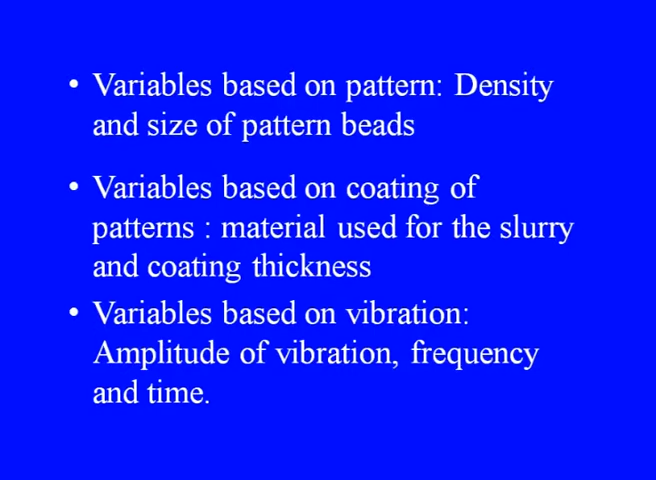 • Variables based on pattern: Density
and size of pattern beads
• Variables based on coating of
patterns : material used for the slurry
and coating thickness
• Variables based on vibration:
Amplitude of vibration, frequency
and time.